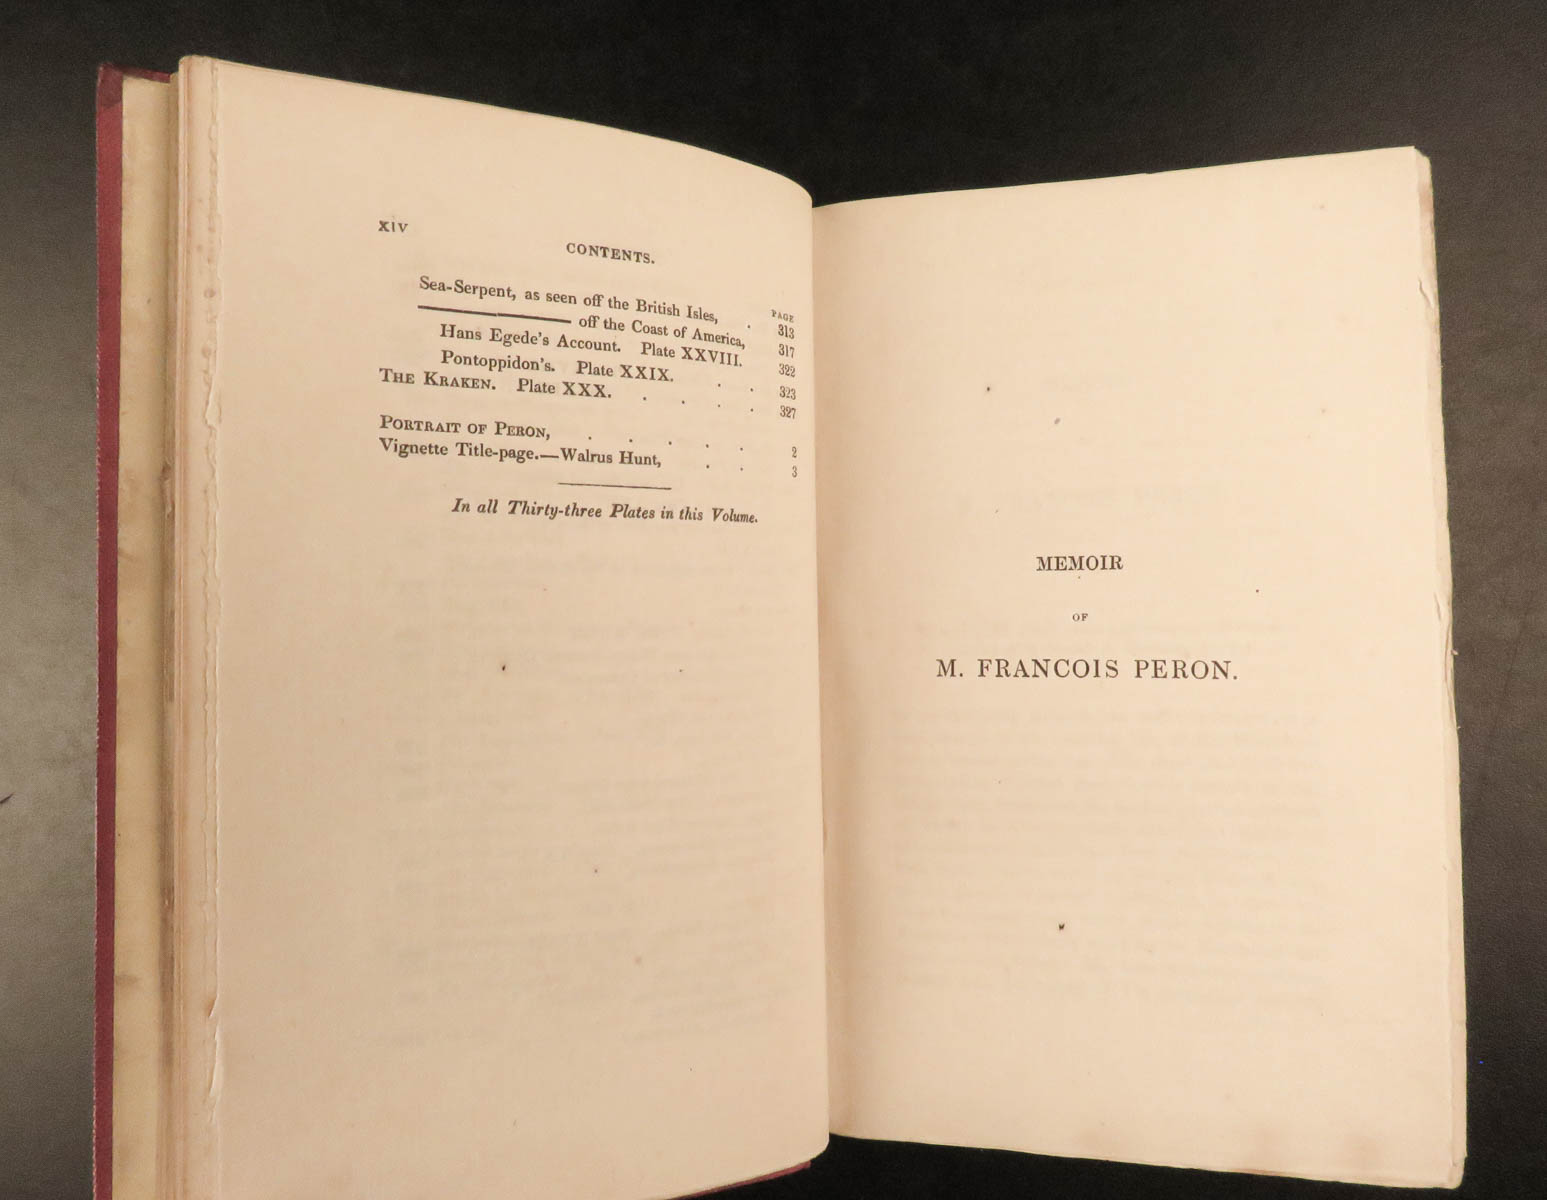 XIV
CONTENTS.
PAGE
Sea-Serpent, as seen off the British Isles, . 313
——— off the Coast of America, 317
Hans Egede's Account. Plate XXVIII. 322
Pontoppidon's. Plate XXIX. . . 323
THE KRAKEN. Plate XXX. . . . . 327
PORTRAIT OF PERON, . . . . . 2
Vignette Title-page.—Walrus Hunt, . . 3
In all Thirty-three Plates in this Volume.
MEMOIR
OF
M. FRANCOIS PERON.